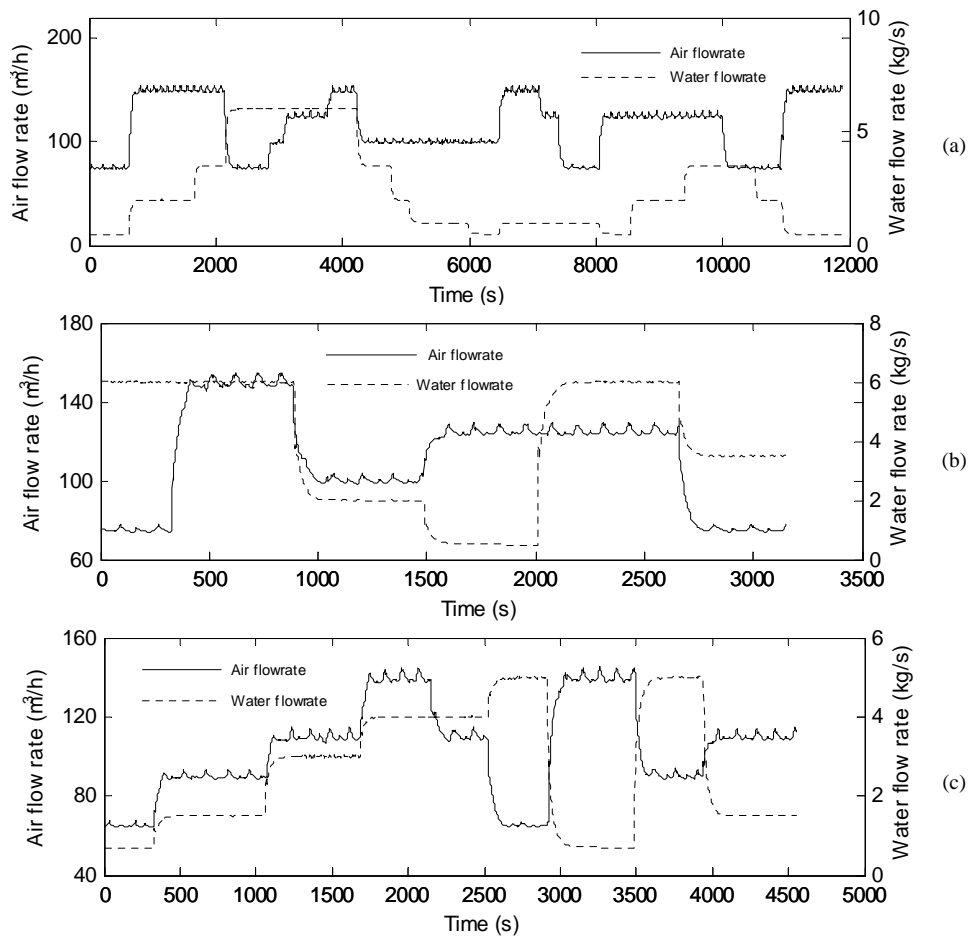 200
150
100
50
0
Air flow rate (m³/h)
Air flowrate
Water flowrate
10
5
0
Water flow rate (kg/s)
0 2000 4000 6000 8000 10000 12000
Time (s)
(a)
180
140
100
60
Air flow rate (m³/h)
Air flowrate
Water flowrate
8
6
4
2
0
Water flow rate (kg/s)
0 500 1000 1500 2000 2500 3000 3500
Time (s)
(b)
160
120
80
40
Air flow rate (m³/h)
Air flowrate
Water flowrate
6
4
2
0
Water flow rate (kg/s)
0 500 1000 1500 2000 2500 3000 3500 4000 4500 5000
Time (s)
(c)